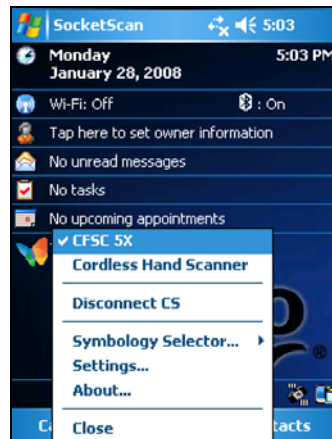 SocketScan 5:03
Monday 5:03 PM
January 28, 2008
Wi-Fi: Off : On
Tap here to set owner information
No unread messages
No tasks
No upcoming appointments
CFSC 5X
Cordless Hand Scanner
Disconnect CS
Symbology Selector...
Settings...
About...
Close